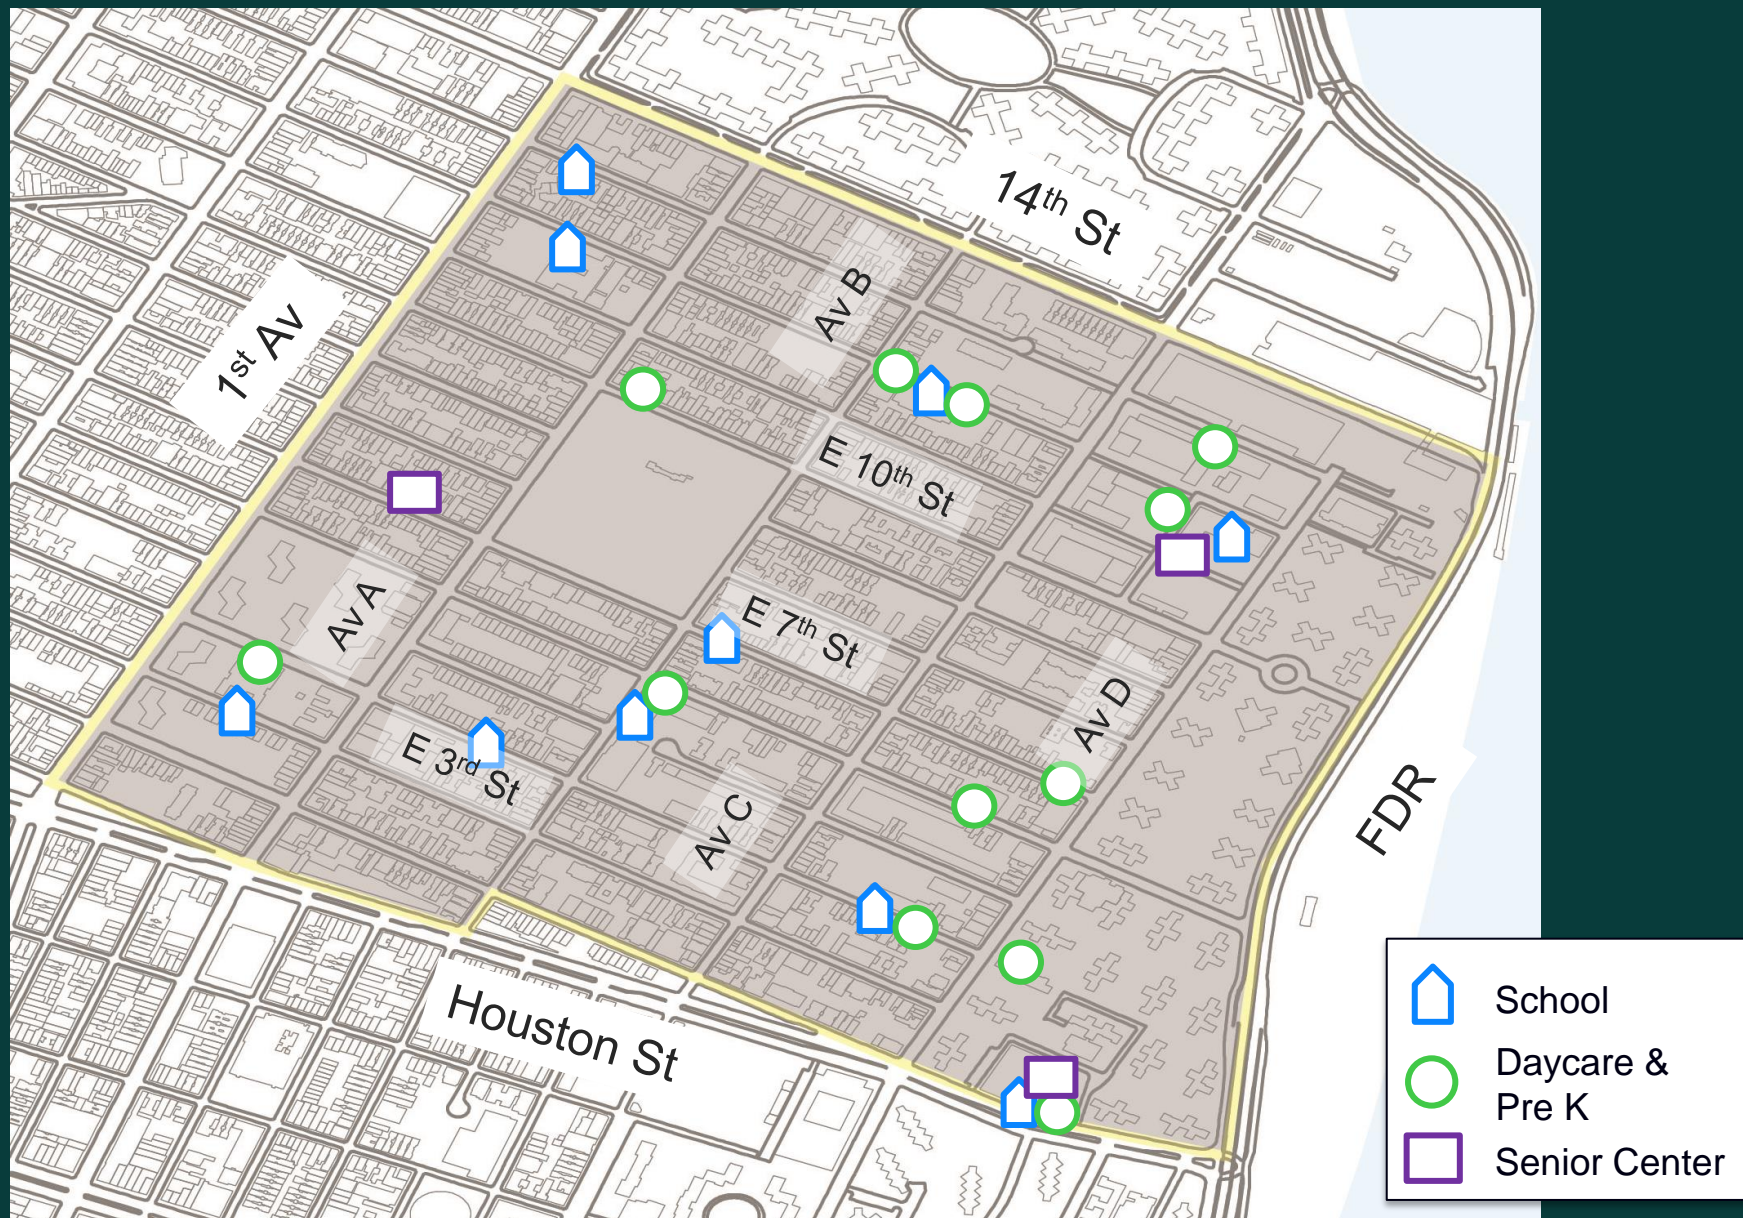 14th St
1st Av
Av B
E 10th St
Av A
E 7th St
Av D
E 3rd St
Av C
FDR
Houston St
School
Daycare &
Pre K
Senior Center